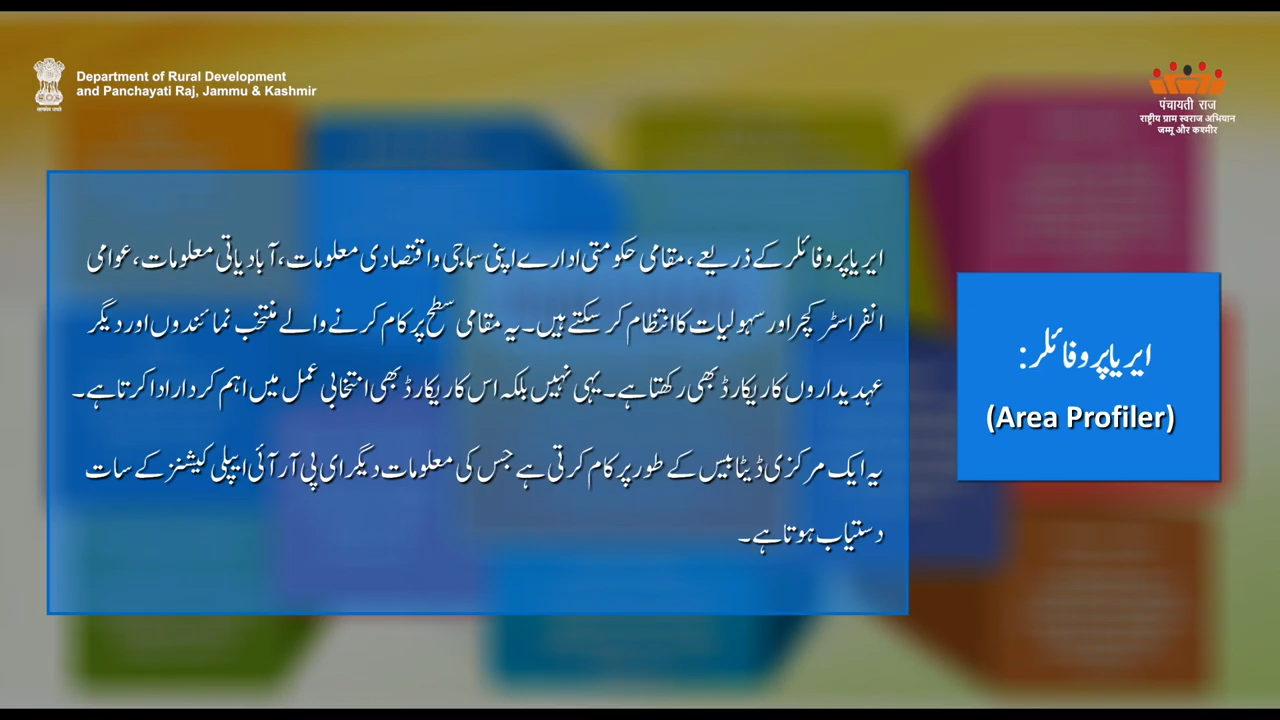 Department of Rural Development
and Panchayati Raj, Jammu & Kashmir
पंचायती राज
राष्ट्रीय ग्राम स्वराज अभियान
जम्मू और कश्मीर
ایریا پروفائلر:
(Area Profiler)
ایریا پروفائلر کے ذریعے، مقامی حکومتی ادارے اپنی سماجی و اقتصادی معلومات، آبادیاتی معلومات، عوامی
انفراسٹرکچر اور سہولیات کا انتظام کر سکتے ہیں۔ یہ مقامی سطح پر کام کرنے والے منتخب نمائندوں اور دیگر
عہدیداروں کا ریکارڈ بھی رکھتا ہے۔ یہی نہیں بلکہ اس کا ریکارڈ بھی انتخابی عمل میں اہم کردار ادا کرتا ہے۔
یہ ایک مرکزی ڈیٹا بیس کے طور پر کام کرتی ہے جس کی معلومات دیگر ای پی آر آئی ایپلی کیشنز کے سات
دستیاب ہوتا ہے۔